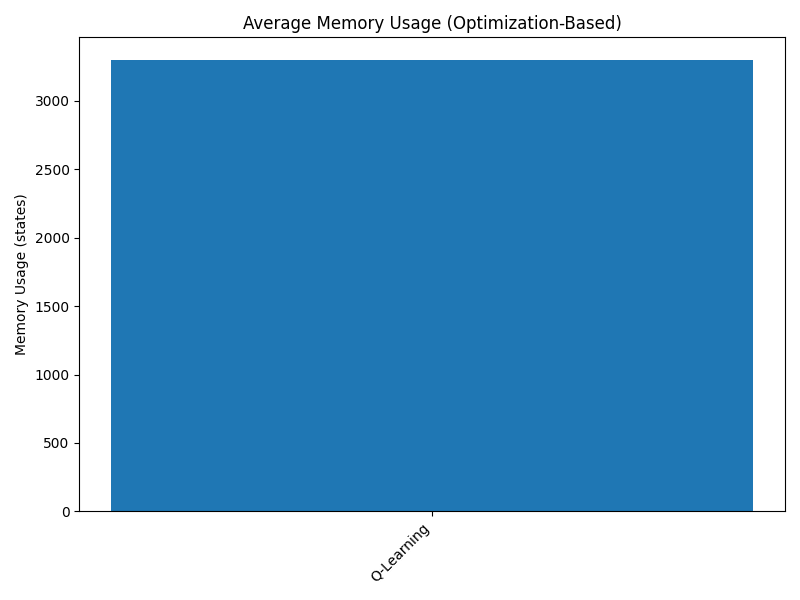 Average Memory Usage (Optimization-Based)
Memory Usage (states)
3000
2500
2000
1500
1000
500
0
Q-Learning